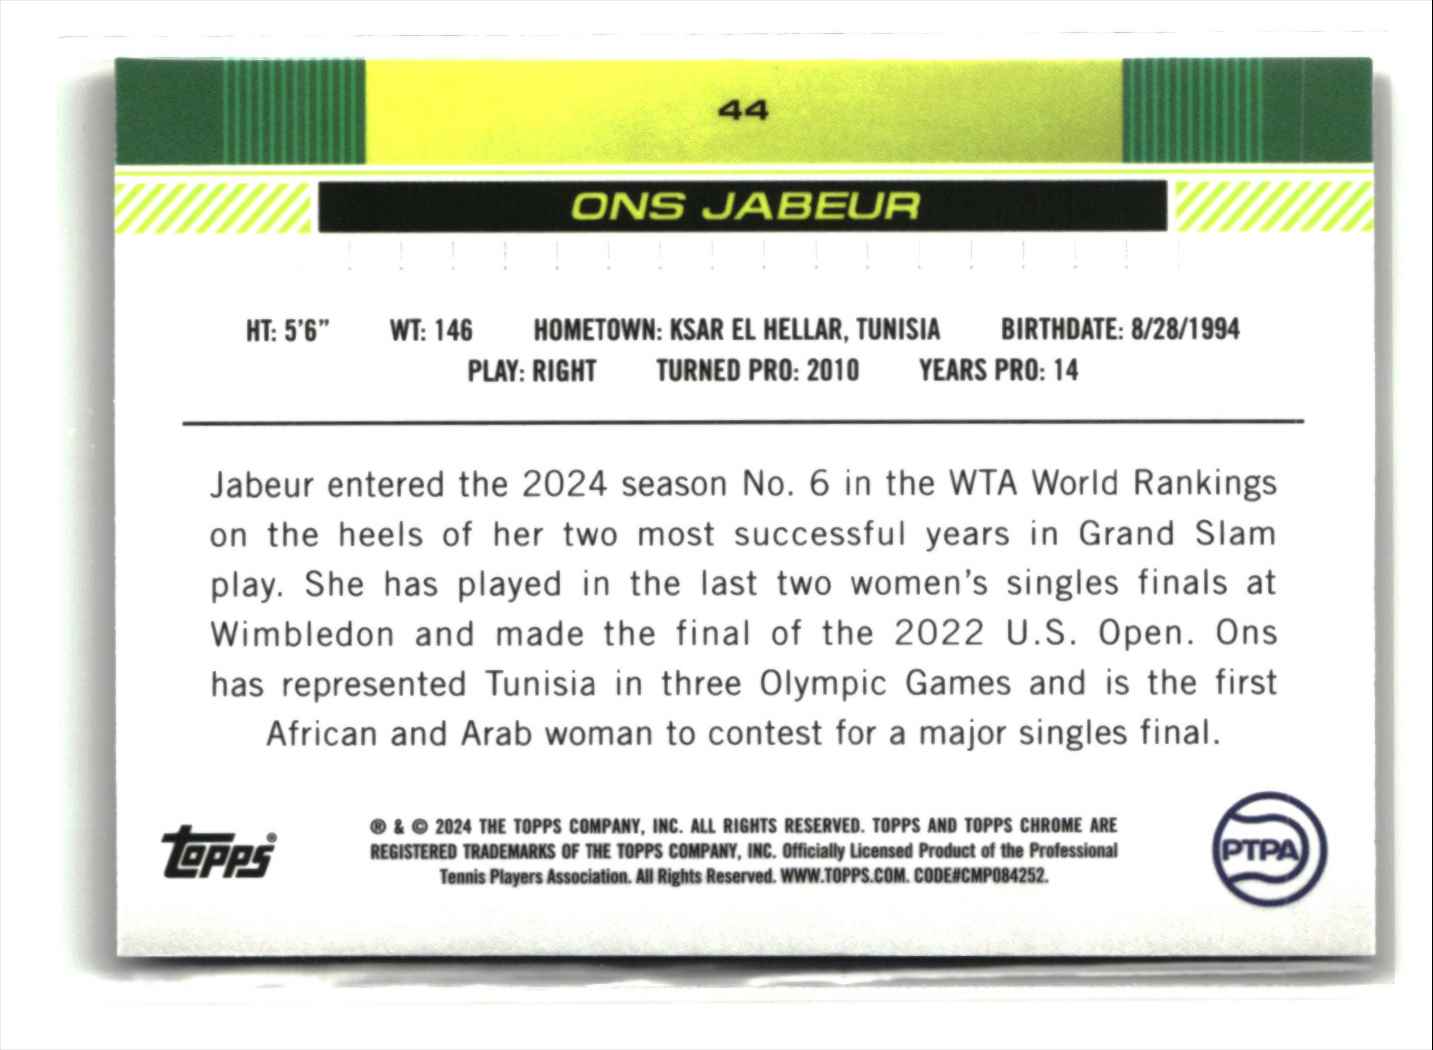 44
ONS JABEUR
HT: 5'6" WT: 146 HOMETOWN: KSAR EL HELLAR, TUNISIA BIRTHDATE: 8/28/1994
PLAY: RIGHT TURNED PRO: 2010 YEARS PRO: 14
Jabeur entered the 2024 season No. 6 in the WTA World Rankings
on the heels of her two most successful years in Grand Slam
play. She has played in the last two women's singles finals at
Wimbledon and made the final of the 2022 U.S. Open. Ons
has represented Tunisia in three Olympic Games and is the first
African and Arab woman to contest for a major singles final.
® & © 2024 THE TOPPS COMPANY, INC. ALL RIGHTS RESERVED. TOPPS AND TOPPS CHROME ARE
REGISTERED TRADEMARKS OF THE TOPPS COMPANY, INC. Officially Licensed Product of the Professional
Tennis Players Association. All Rights Reserved. WWW.TOPPS.COM. CODE#CMP084252.
Topps®
PTPA